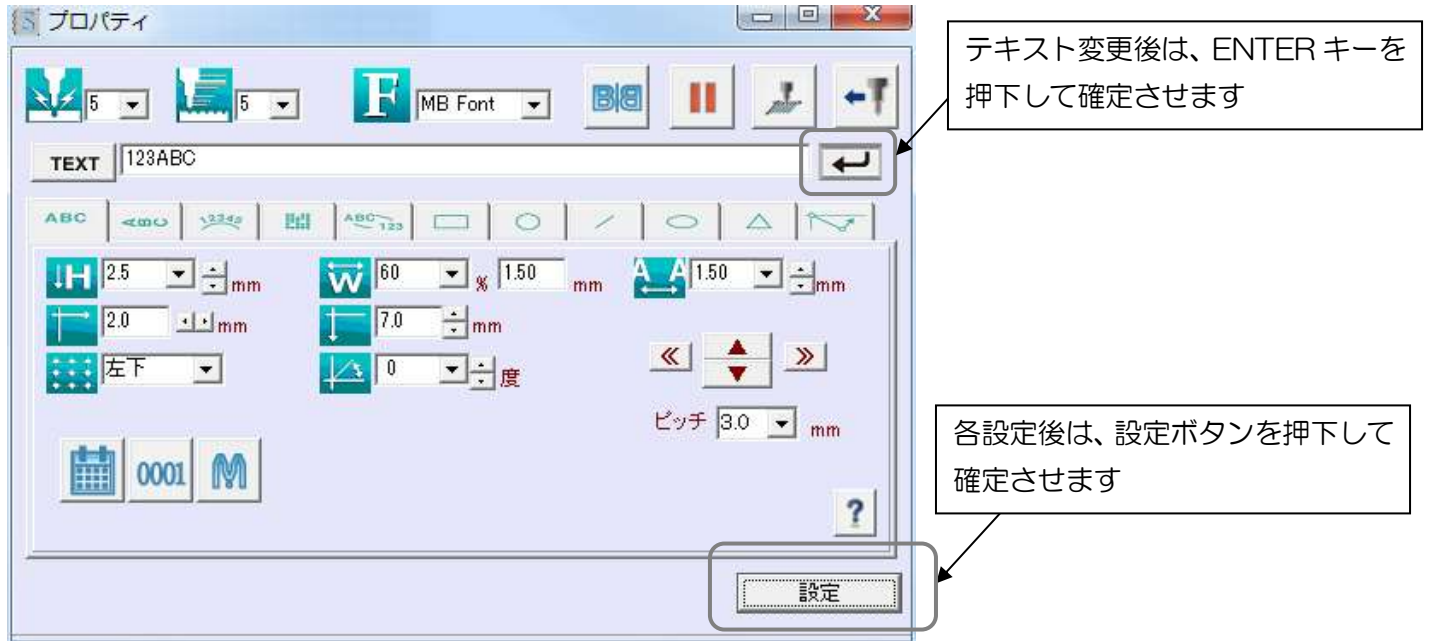 プロパティ
テキスト変更後は、ENTER キーを
押下して確定させます
5
5
F
MB Font
B|B
TEXT
123ABC
ABC
ABC
12345
ABC 123
H
2.5
mm
W
60
%
1.50
mm
A A
1.50
mm
2.0
mm
7.0
mm
左下
0
度
ピッチ
3.0
mm
0001
M
?
各設定後は、設定ボタンを押下して
確定させます
設定